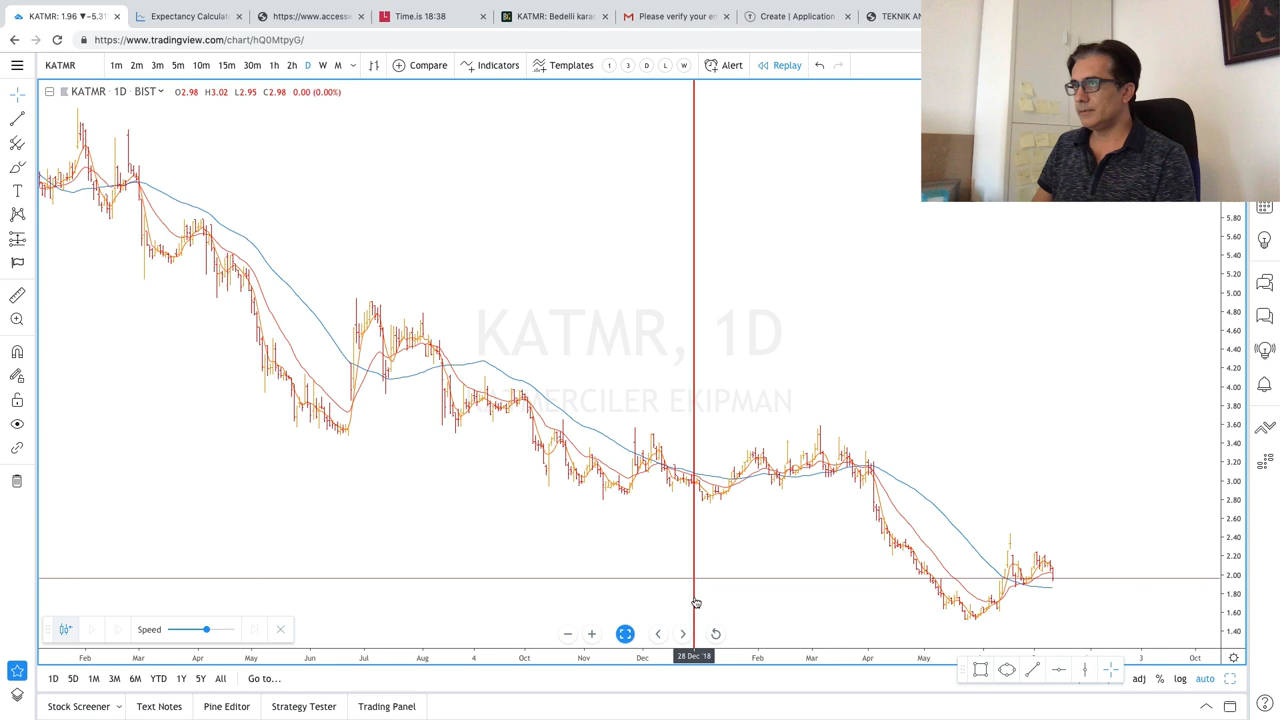 KATMR: 1.96 ▼−5.31
Expectancy Calculat
https://www.accessw
Time.is 18:38
KATMR: Bedelli kara
Please verify your em
Create | Application
TEKNİK AN
https://www.tradingview.com/chart/hQ0MtpyG/
KATMR 1m 2m 3m 5m 10m 15m 30m 1h 2h D W M Compare Indicators Templates 1 3 D L W Alert Replay
KATMR · 1D · BIST O2.98 H3.02 L2.95 C2.98 0.00 (0.00%)
KATMR, 1D
KATMERCILER EKIPMAN
5.80
5.60
5.40
5.20
5.00
4.80
4.60
4.40
4.20
4.00
3.80
3.60
3.40
3.20
3.00
2.80
2.60
2.40
2.20
2.00
1.80
1.60
1.40
Speed
Feb Mar Apr May Jul Aug 4 Oct Nov Dec 28 Dec '18 Feb Mar Apr May 3 Oct
1D 5D 1M 3M 6M YTD 1Y 5Y All Go to... adj % log auto
Stock Screener Text Notes Pine Editor Strategy Tester Trading Panel